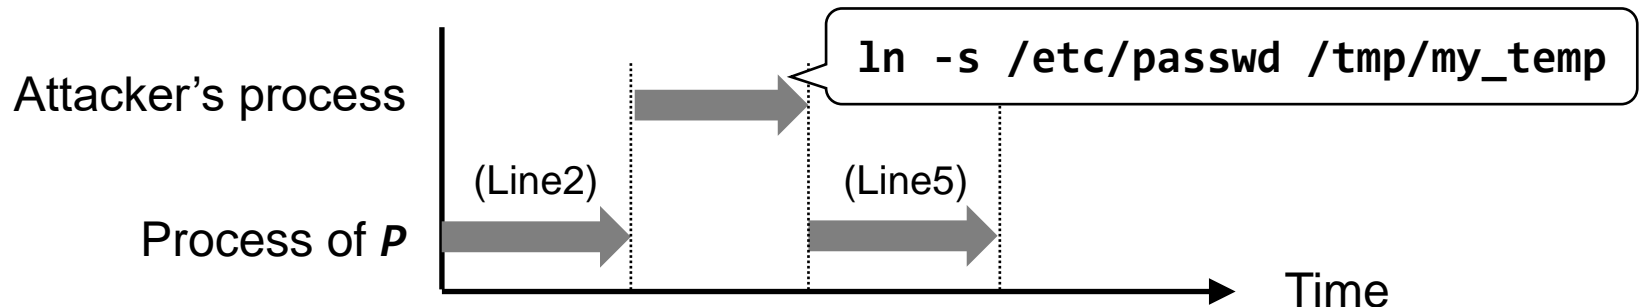 ln -s /etc/passwd /tmp/my_temp
Attacker's process
(Line2) (Line5)
Process of P
Time